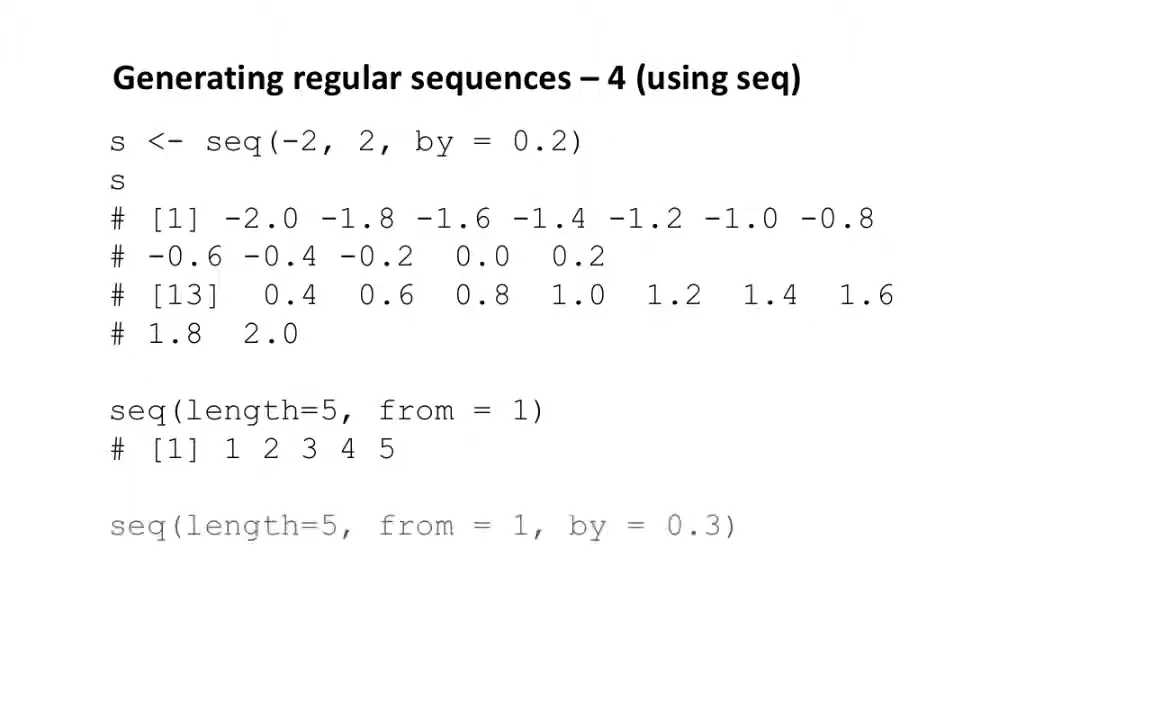 Generating regular sequences – 4 (using seq)
s <- seq(-2, 2, by = 0.2)
s
# [1] -2.0 -1.8 -1.6 -1.4 -1.2 -1.0 -0.8
# -0.6 -0.4 -0.2 0.0 0.2
# [13] 0.4 0.6 0.8 1.0 1.2 1.4 1.6
# 1.8 2.0
seq(length=5, from = 1)
# [1] 1 2 3 4 5
seq(length=5, from = 1, by = 0.3)